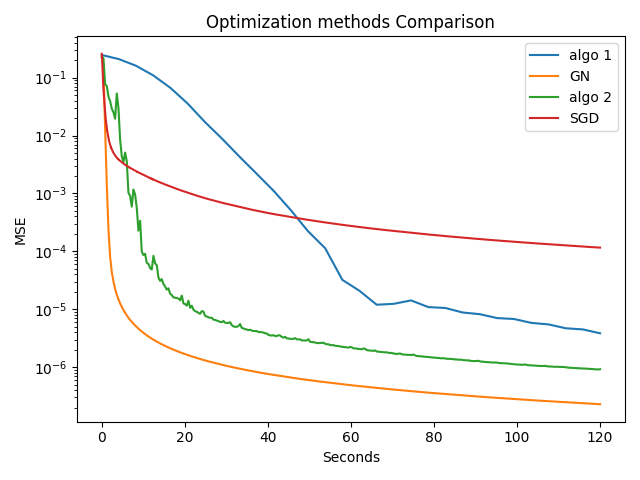 Optimization methods Comparison
algo 1
GN
algo 2
SGD
MSE
10⁻¹
10⁻²
10⁻³
10⁻⁴
10⁻⁵
10⁻⁶
0 20 40 60 80 100 120
Seconds